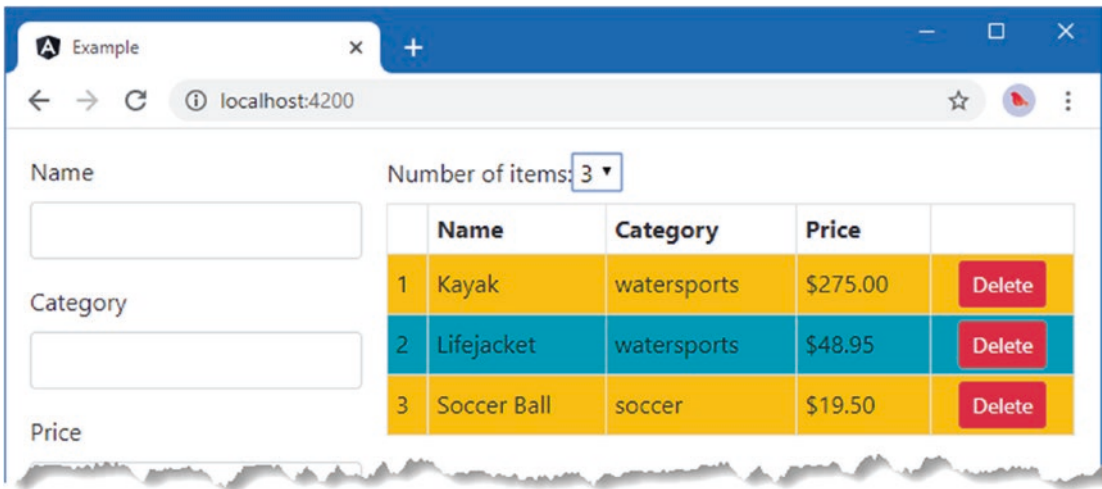 Example
localhost:4200
Name
Category
Price
Number of items: 3
Name Category Price
1 Kayak watersports $275.00 Delete
2 Lifejacket watersports $48.95 Delete
3 Soccer Ball soccer $19.50 Delete